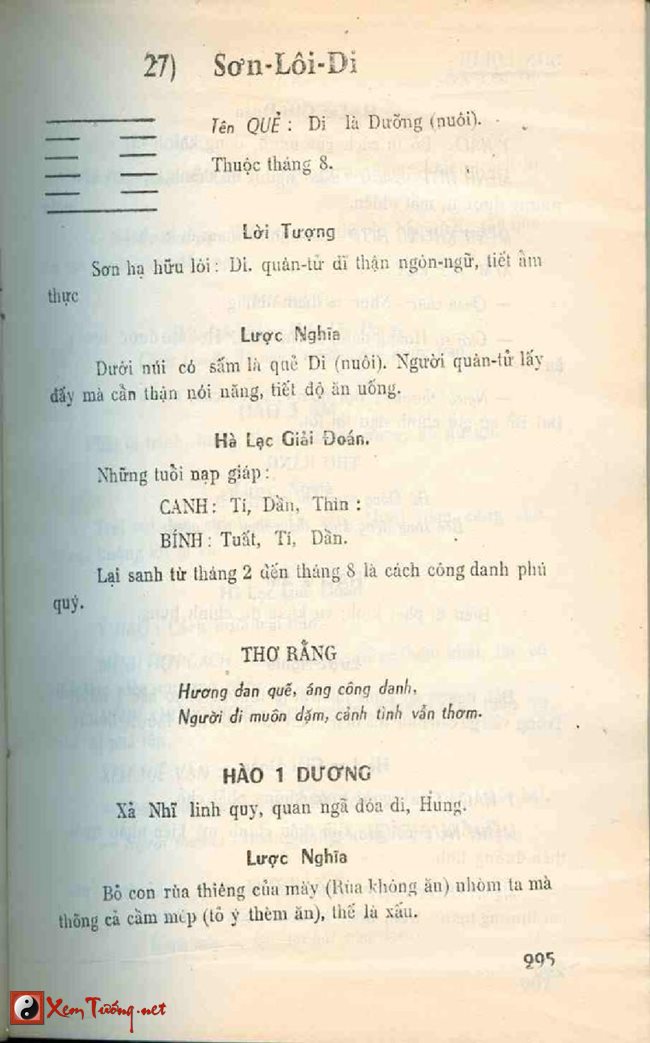 27) Sơn-Lôi-Di
Tên QUẺ : Di là Dưỡng (nuôi).
Thuộc tháng 8.
Lời Tượng
Sơn hạ hữu lôi : Di. quân-tử dĩ thận ngôn-ngữ, tiết ẩm
thực
Lược Nghĩa
Dưới núi có sấm là quẻ Di (nuôi). Người quân-tử lấy
đấy mà cẩn thận nói năng, tiết độ ăn uống.
Hà Lạc Giải Đoán.
Những tuổi nạp giáp :
CANH : Tí, Dần, Thìn :
BÍNH : Tuất, Tí, Dần.
Lại sanh từ tháng 2 đến tháng 8 là cách công danh phú
quý.
THƠ RẰNG
Hương đan quế, áng công danh,
Người đi muôn dặm, cảnh tình vẫn thơm.
HÀO 1 DƯƠNG
Xả Nhĩ linh quy, quan ngã đóa di, Hung.
Lược Nghĩa
Bỏ con rùa thiêng của mày (Rùa không ăn) nhòm ta mà
thõng cả cằm mép (tỏ ý thèm ăn), thế là xấu.
295
XemTướng.net